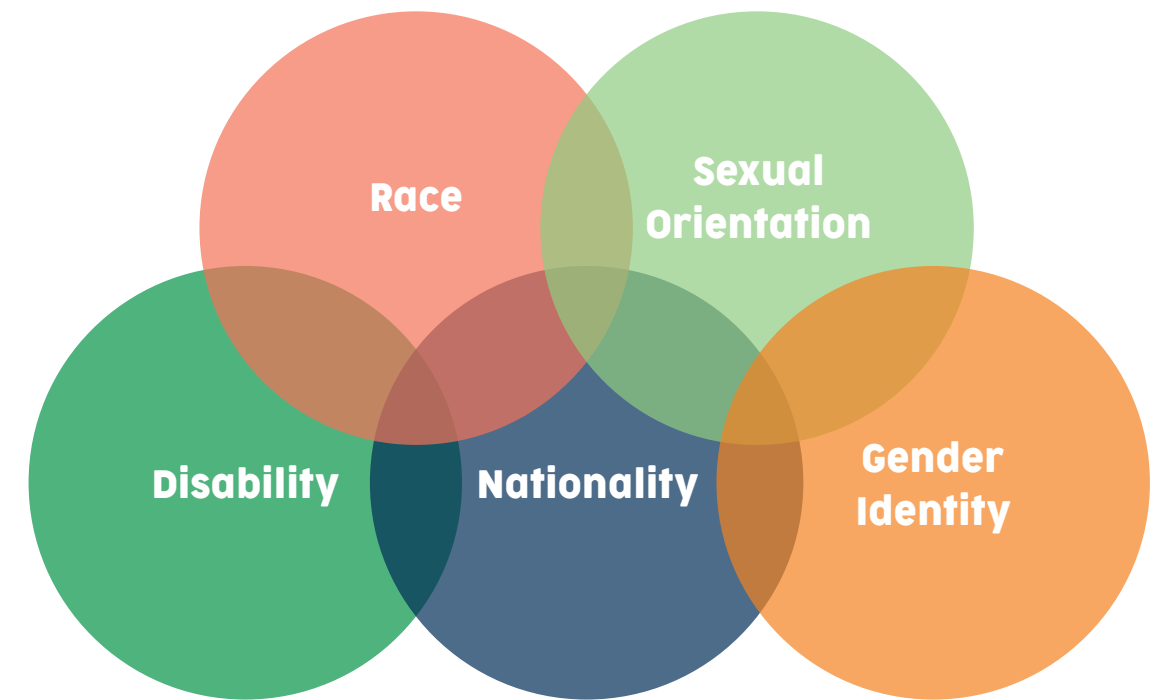 Race
Sexual
Orientation
Disability
Nationality
Gender
Identity